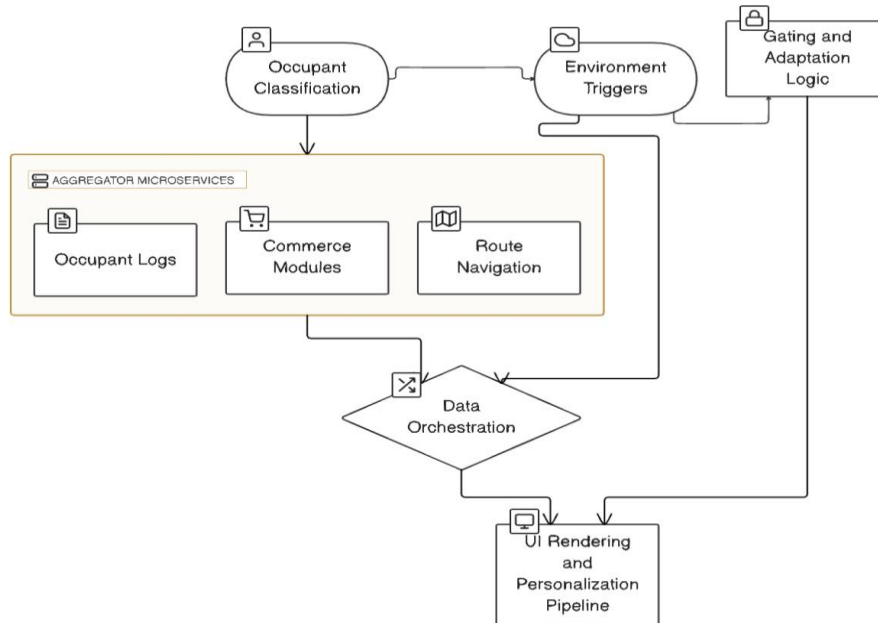 Occupant
Classification
Environment
Triggers
Gating and
Adaptation
Logic
AGGREGATOR MICROSERVICES
Occupant Logs
Commerce
Modules
Route
Navigation
Data
Orchestration
UI Rendering
and
Personalization
Pipeline